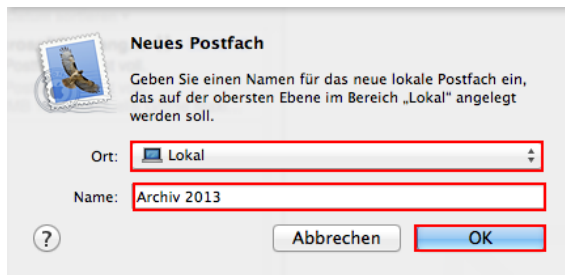 Neues Postfach
Geben Sie einen Namen für das neue lokale Postfach ein,
das auf der obersten Ebene im Bereich „Lokal“ angelegt
werden soll.
Ort: Lokal
Name: Archiv 2013
? Abbrechen OK